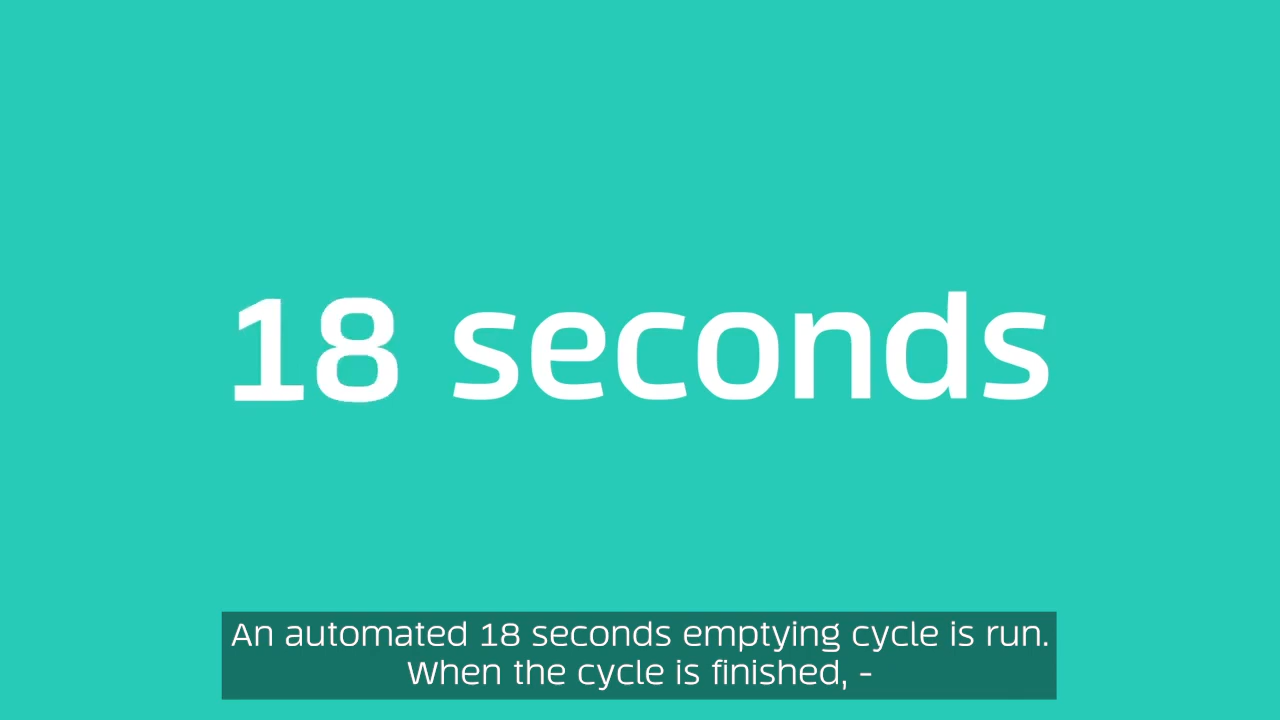 18 seconds
An automated 18 seconds emptying cycle is run.
When the cycle is finished, -